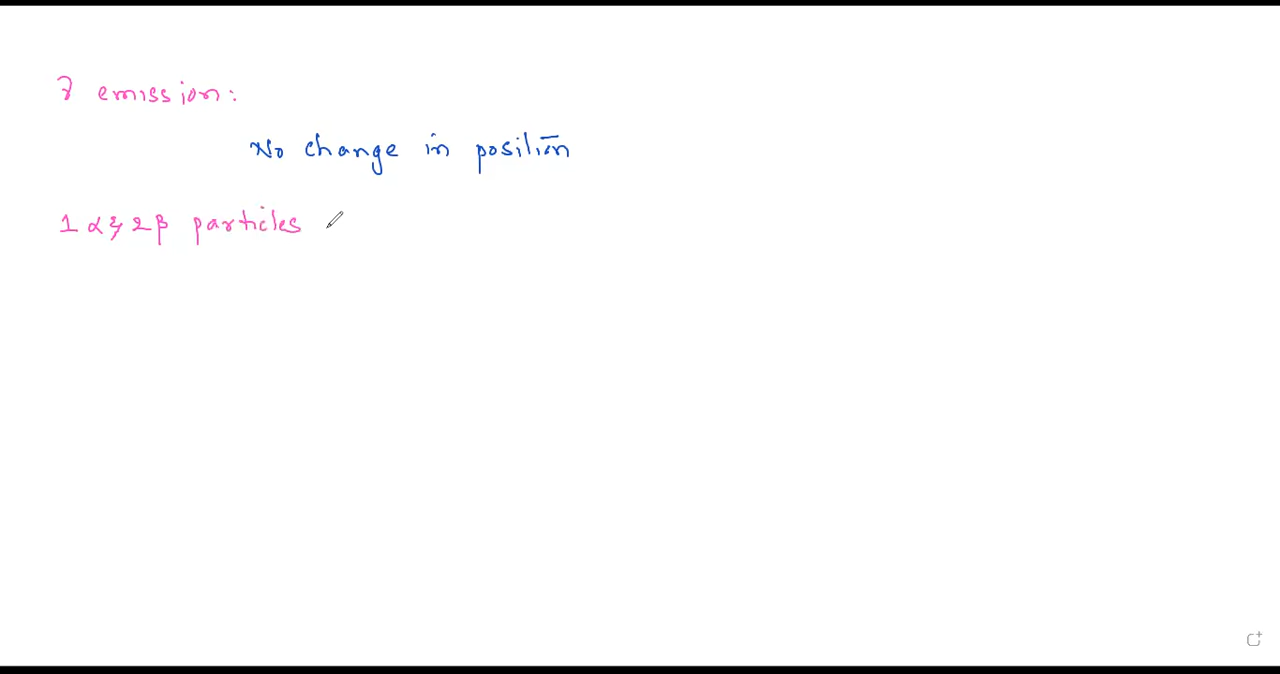 γ emission:
No change in position
1 α & 2 β particles